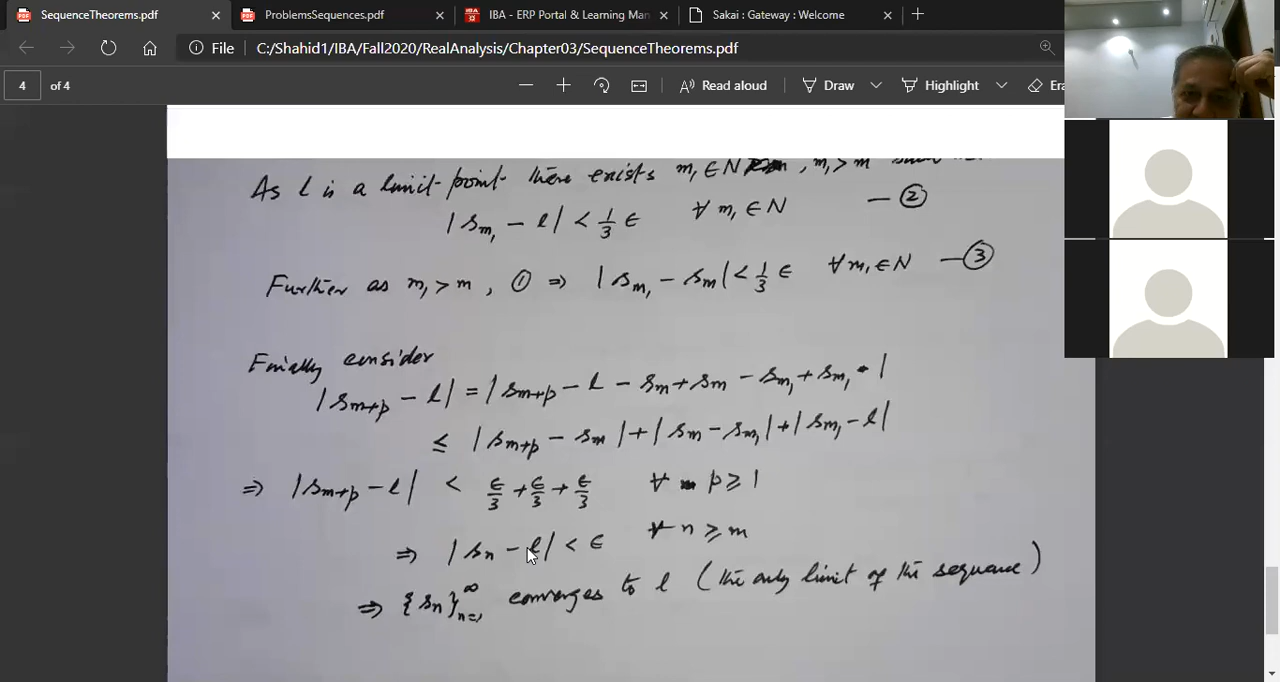 SequenceTheorems.pdf
ProblemsSequences.pdf
IBA - ERP Portal & Learning Man
Sakai : Gateway : Welcome
File C:/Shahid1/IBA/Fall2020/RealAnalysis/Chapter03/SequenceTheorems.pdf
4 of 4
Read aloud
Draw
Highlight
Era
As l is a limit-point there exists m₁ ∈ N , m₁ > m
| s_{m₁} - l | < 1/3 ε ∀ m₁ ∈ N — ②
Further as m₁ > m , ① ⇒ | s_{m₁} - s_m | < 1/3 ε ∀ m₁ ∈ N — ③
Finally consider
| s_{m+p} - l | = | s_{m+p} - l - s_m + s_m - s_{m₁} + s_{m₁} |
≤ | s_{m+p} - s_m | + | s_m - s_{m₁} | + | s_{m₁} - l |
⇒ | s_{m+p} - l | < ε/3 + ε/3 + ε/3 ∀ p ≥ 1
⇒ | s_n - l | < ε ∀ n ≥ m
⇒ {s_n}_{n=1}^∞ converges to l (the only limit of the sequence)